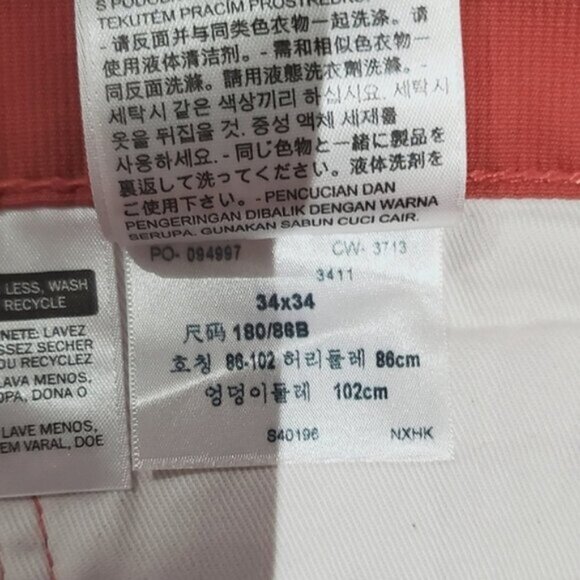 TEKUTÉM PRACÍM PROSTŘEDKU
- 请反面并与同类色衣物一起洗涤。
使用液体清洁剂。- 需和相似色衣物一
同反面洗滌。請用液態洗衣劑洗滌。-
세탁시 같은 색상끼리 하십시요. 세탁 시
옷을 뒤집을 것. 중성 액체 세재를
사용하세요. - 同じ色衣物と一緒に製品を
裏返して洗ってください。液体洗剤を
ご使用下さい。- PENCUCIAN DAN
PENGERINGAN DIBALIK DENGAN WARNA
SERUPA. GUNAKAN SABUN CUCI CAIR.
PO- 094997 CW- 3713
3411
34x34
尺码 180/86B
호칭 86-102 허리둘레 86cm
엉덩이둘레 102cm
S40196 NXHK
LESS, WASH
RECYCLE
NETE: LAVEZ
SSEZ SECHER
U RECYCLEZ
LAVA MENOS,
OPA, DONA O
LAVE MENOS,
EM VARAL, DOE